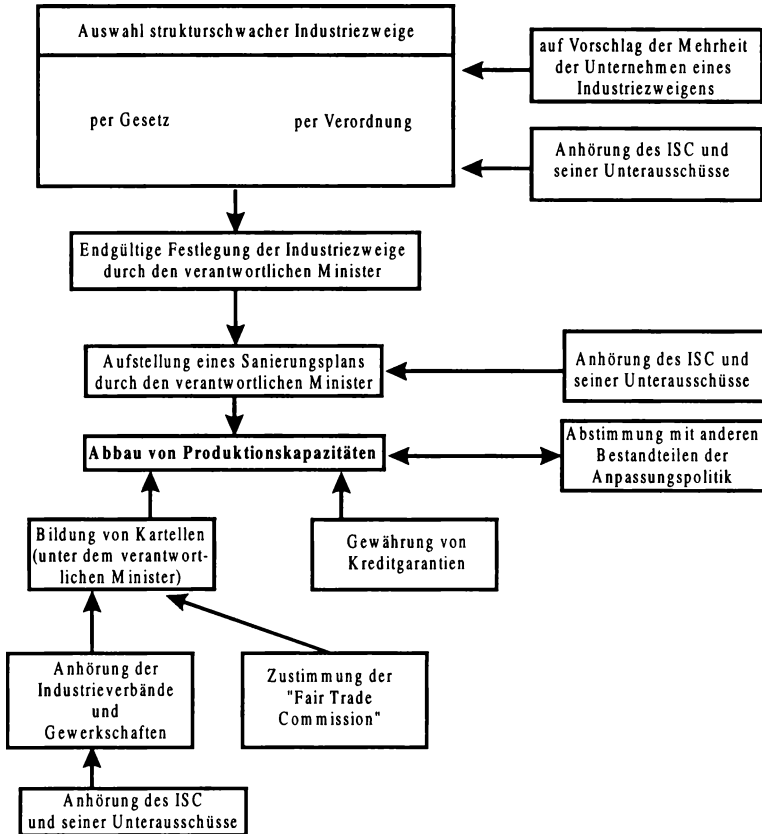 Auswahl strukturschwacher Industriezweige
per Gesetz
per Verordnung
auf Vorschlag der Mehrheit
der Unternehmen eines
Industriezweigens
Anhörung des ISC und
seiner Unterausschüsse
Endgültige Festlegung der Industriezweige
durch den verantwortlichen Minister
Aufstellung eines Sanierungsplans
durch den verantwortlichen Minister
Anhörung des ISC und
seiner Unterausschüsse
Abbau von Produktionskapazitäten
Abstimmung mit anderen
Bestandteilen der
Anpassungspolitik
Bildung von Kartellen
(unter dem verantwort-
lichen Minister)
Gewährung von
Kreditgarantien
Anhörung der
Industrieverbände
und
Gewerkschaften
Zustimmung der
"Fair Trade
Commission"
Anhörung des ISC
und seiner Unterausschüsse